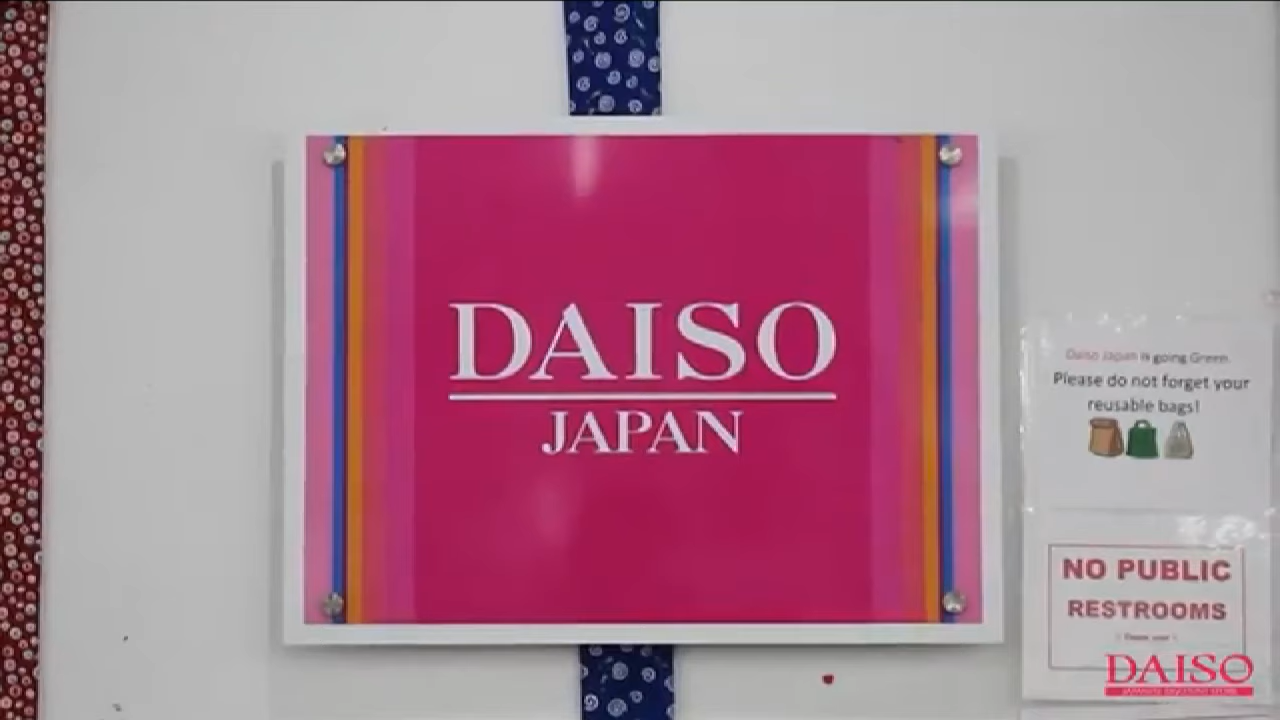 DAISO
JAPAN
Daiso Japan is going Green.
Please do not forget your
reusable bags!
NO PUBLIC
RESTROOMS
DAISO